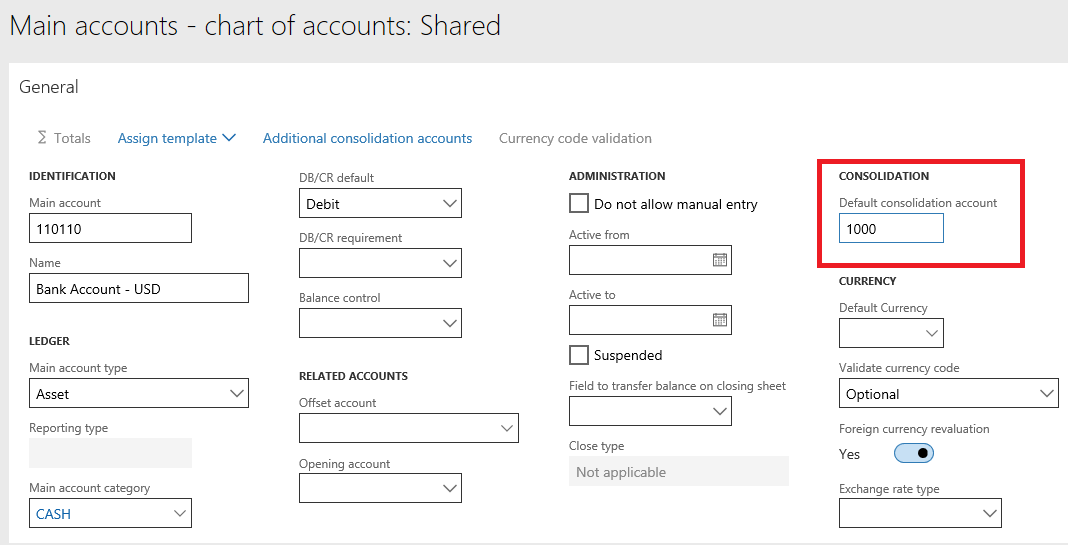 Main accounts - chart of accounts: Shared
General
Σ Totals
Assign template
Additional consolidation accounts
Currency code validation
IDENTIFICATION
Main account
110110
Name
Bank Account - USD
LEDGER
Main account type
Asset
Reporting type
Main account category
CASH
DB/CR default
Debit
DB/CR requirement
Balance control
RELATED ACCOUNTS
Offset account
Opening account
ADMINISTRATION
Do not allow manual entry
Active from
Active to
Suspended
Field to transfer balance on closing sheet
Close type
Not applicable
CONSOLIDATION
Default consolidation account
1000
CURRENCY
Default Currency
Validate currency code
Optional
Foreign currency revaluation
Yes
Exchange rate type